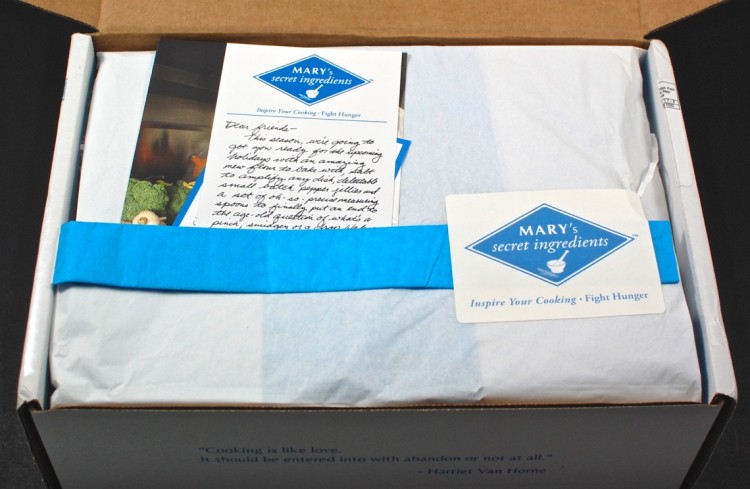 MARY's
secret ingredients
Inspire Your Cooking • Fight Hunger
Dear friends—
This season, we're going to
get you ready for the upcoming
holidays with an amazing
new flour to bake with, salt
to amplify any dish, delectable
small batch pepper jellies and
a set of oh-so-precise measuring
spoons to finally put an end to
the age-old question of what's a
pinch, smidgen or a
MARY's
secret ingredients
Inspire Your Cooking • Fight Hunger
"Cooking is like love.
It should be entered into with abandon or not at all."
- Harriet Van Horne